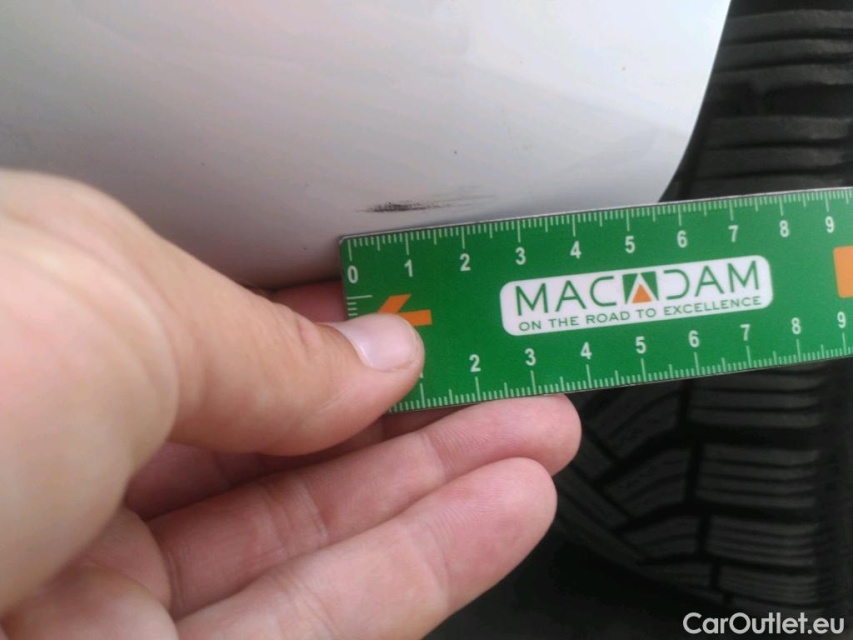 0 1 2 3 4 5 6 7 8 9
MACADAM
ON THE ROAD TO EXCELLENCE
2 3 4 5 6 7 8 9
CarOutlet.eu